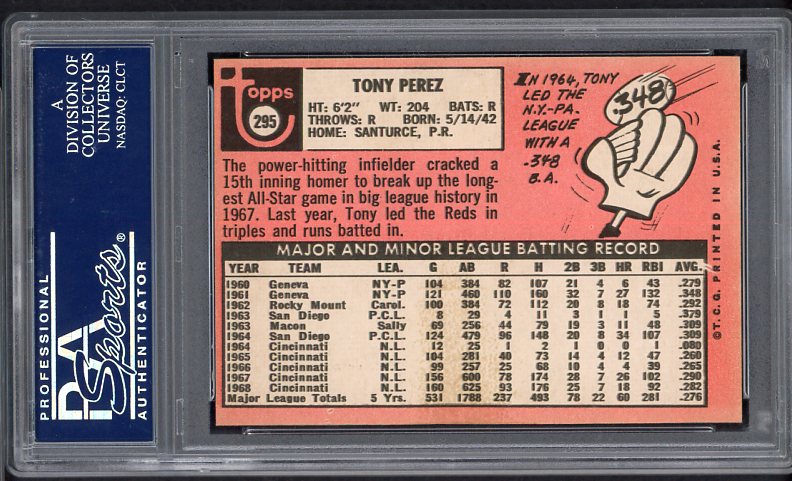 A
DIVISION OF
COLLECTORS
UNIVERSE
NASDAQ: CLCT
PROFESSIONAL
PSA
Sports®
AUTHENTICATOR
Topps
295
TONY PEREZ
HT: 6'2" WT: 204 BATS: R
THROWS: R BORN: 5/14/42
HOME: SANTURCE, P.R.
IN 1964, TONY
LED THE
N.Y.-PA.
LEAGUE
WITH A
.348
B.A.
.348
The power-hitting infielder cracked a
15th inning homer to break up the long-
est All-Star game in big league history in
1967. Last year, Tony led the Reds in
triples and runs batted in.
MAJOR AND MINOR LEAGUE BATTING RECORD
YEAR TEAM LEA. G AB R H 2B 3B HR RBI AVG.
1960 Geneva NY-P 104 384 82 107 21 4 6 43 .279
1961 Geneva NY-P 121 460 110 160 32 7 27 132 .348
1962 Rocky Mount Carol. 100 384 72 112 20 8 18 74 .292
1963 San Diego P.C.L. 8 29 4 11 3 1 1 5 .379
1963 Macon Sally 69 256 44 79 19 3 11 48 .309
1964 San Diego P.C.L. 124 479 96 148 20 8 34 107 .309
1964 Cincinnati N.L. 12 25 1 2 1 0 0 1 .080
1965 Cincinnati N.L. 104 281 40 73 14 4 12 47 .260
1966 Cincinnati N.L. 99 257 25 68 10 4 4 39 .265
1967 Cincinnati N.L. 156 600 78 174 28 7 26 102 .290
1968 Cincinnati N.L. 160 625 93 176 25 7 18 92 .282
Major League Totals 5 Yrs. 531 1788 237 493 78 22 60 281 .276
©T.C.G. PRINTED IN U.S.A.